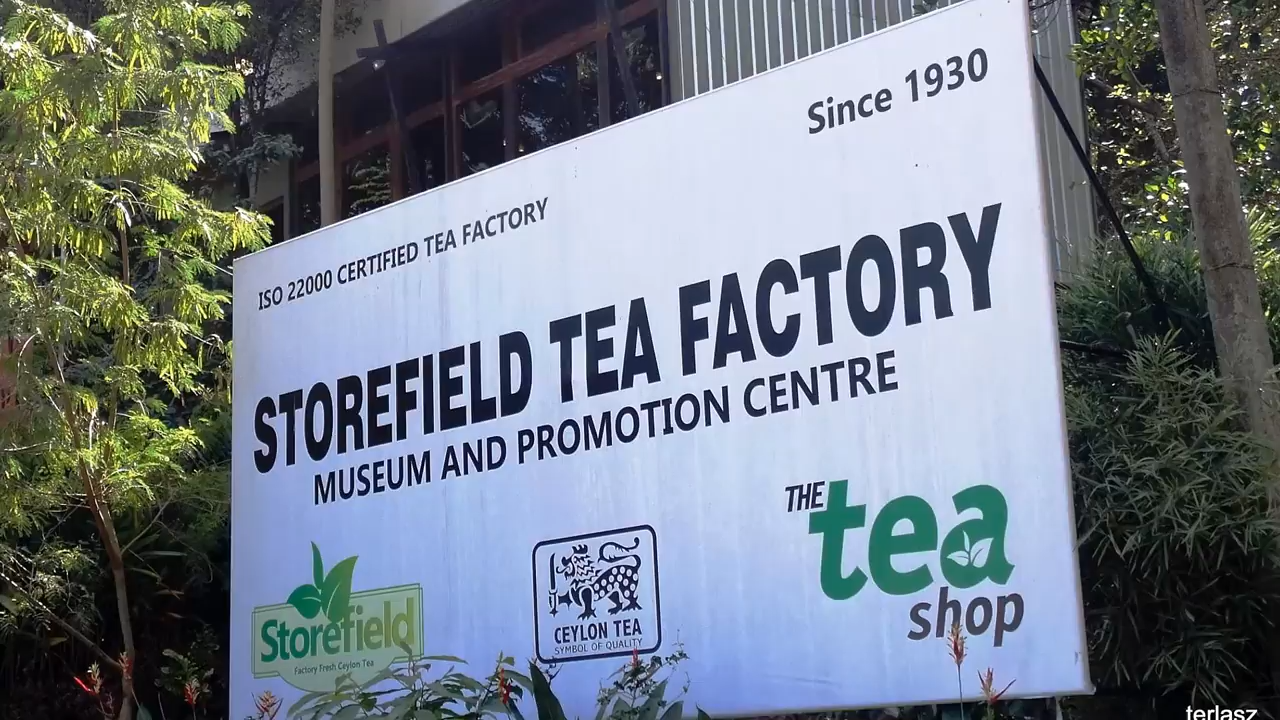 Since 1930
ISO 22000 CERTIFIED TEA FACTORY
STOREFIELD TEA FACTORY
MUSEUM AND PROMOTION CENTRE
Storefield
Factory Fresh Ceylon Tea
CEYLON TEA
SYMBOL OF QUALITY
THE tea
shop
terlasz